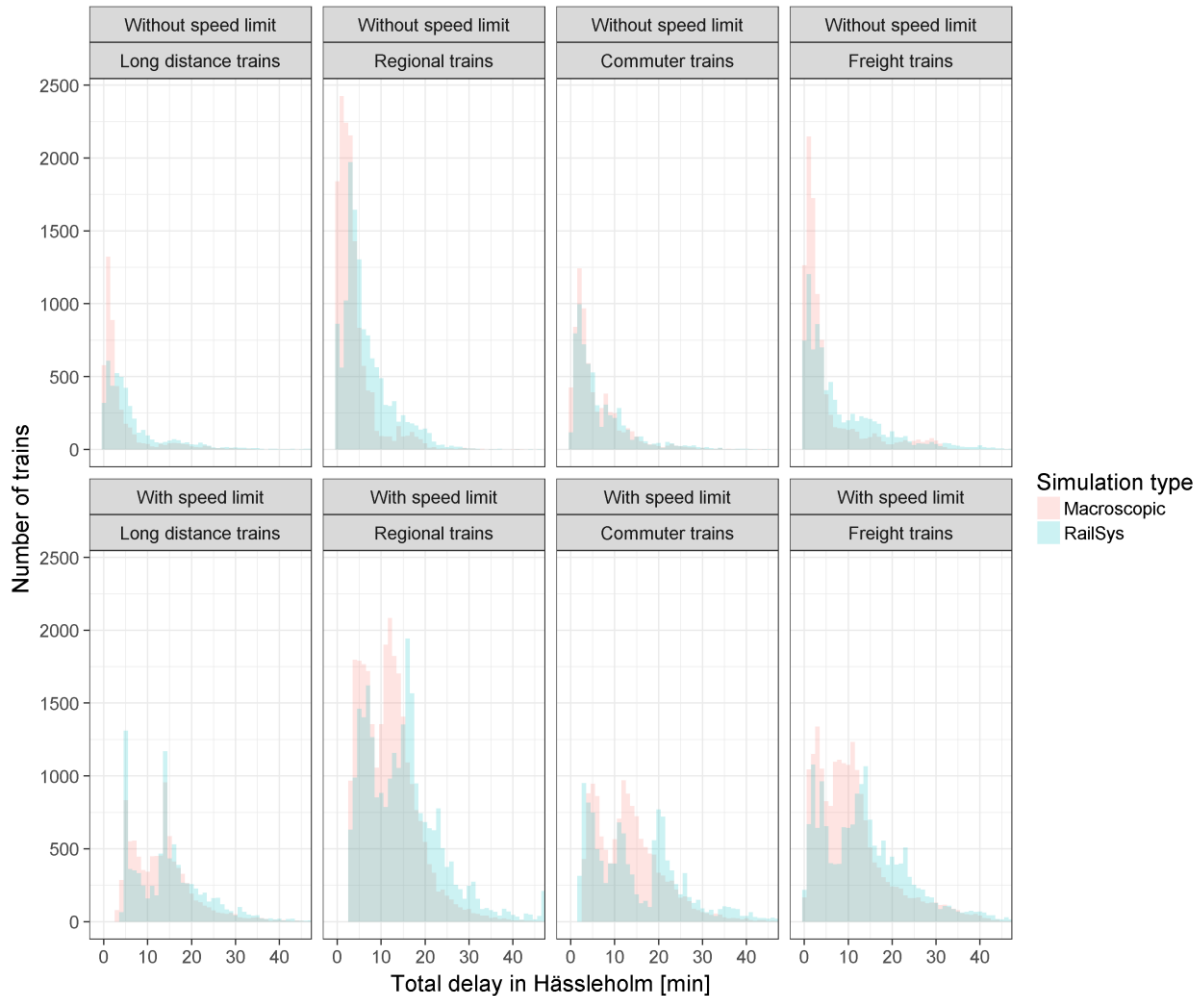 Without speed limit
Without speed limit
Without speed limit
Without speed limit
Long distance trains
Regional trains
Commuter trains
Freight trains
2500
2000
1500
1000
500
0
With speed limit
With speed limit
With speed limit
With speed limit
Long distance trains
Regional trains
Commuter trains
Freight trains
2500
2000
1500
1000
500
0
0 10 20 30 40
0 10 20 30 40
0 10 20 30 40
0 10 20 30 40
Total delay in Hässleholm [min]
Number of trains
Simulation type
Macroscopic
RailSys